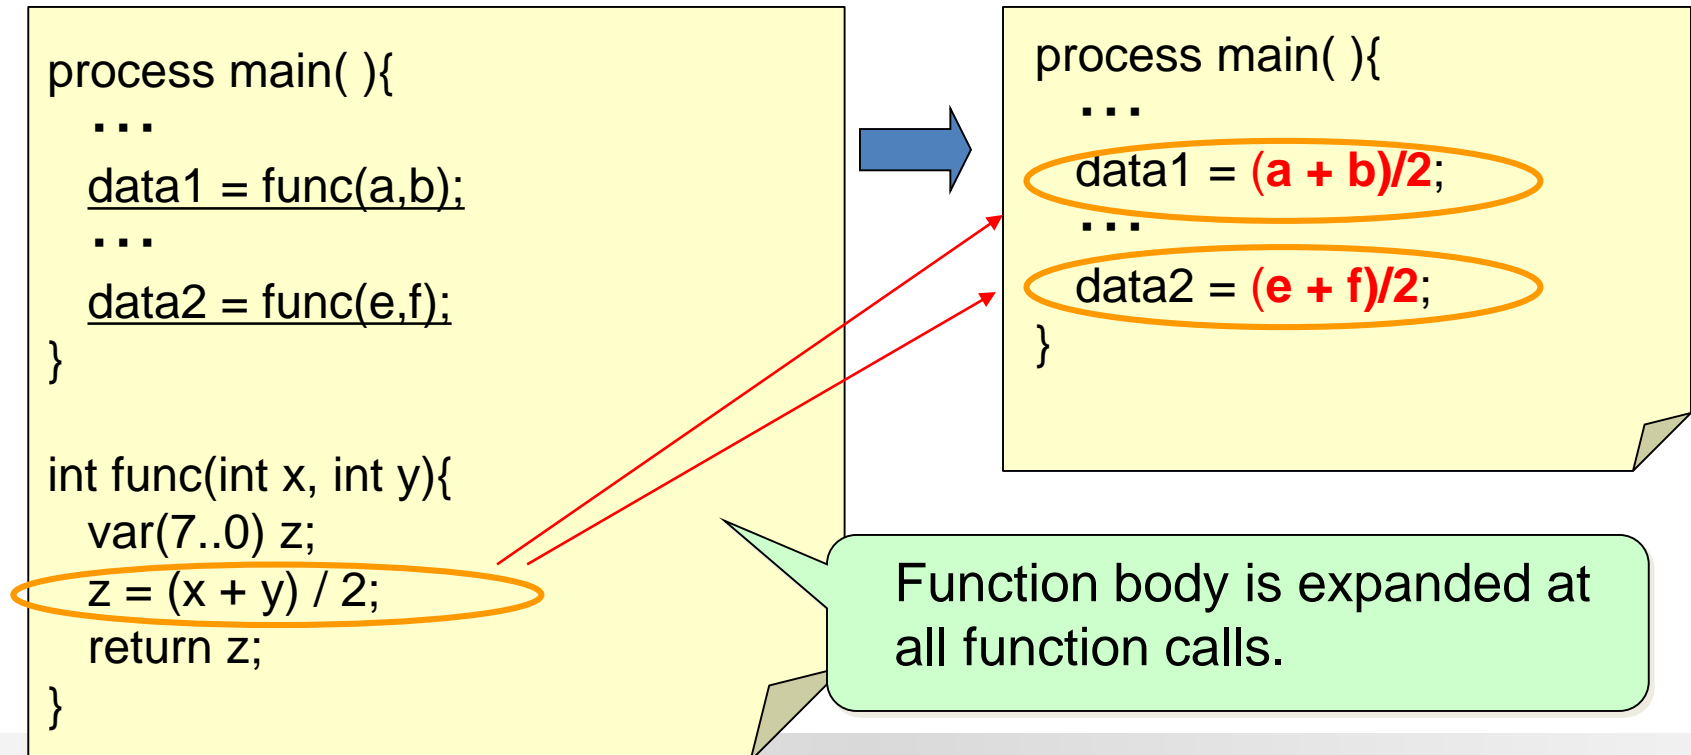 process main( ){
...
data1 = func(a,b);
...
data2 = func(e,f);
}
int func(int x, int y){
var(7..0) z;
z = (x + y) / 2;
return z;
}
process main( ){
...
data1 = (a + b)/2;
...
data2 = (e + f)/2;
}
Function body is expanded at
all function calls.